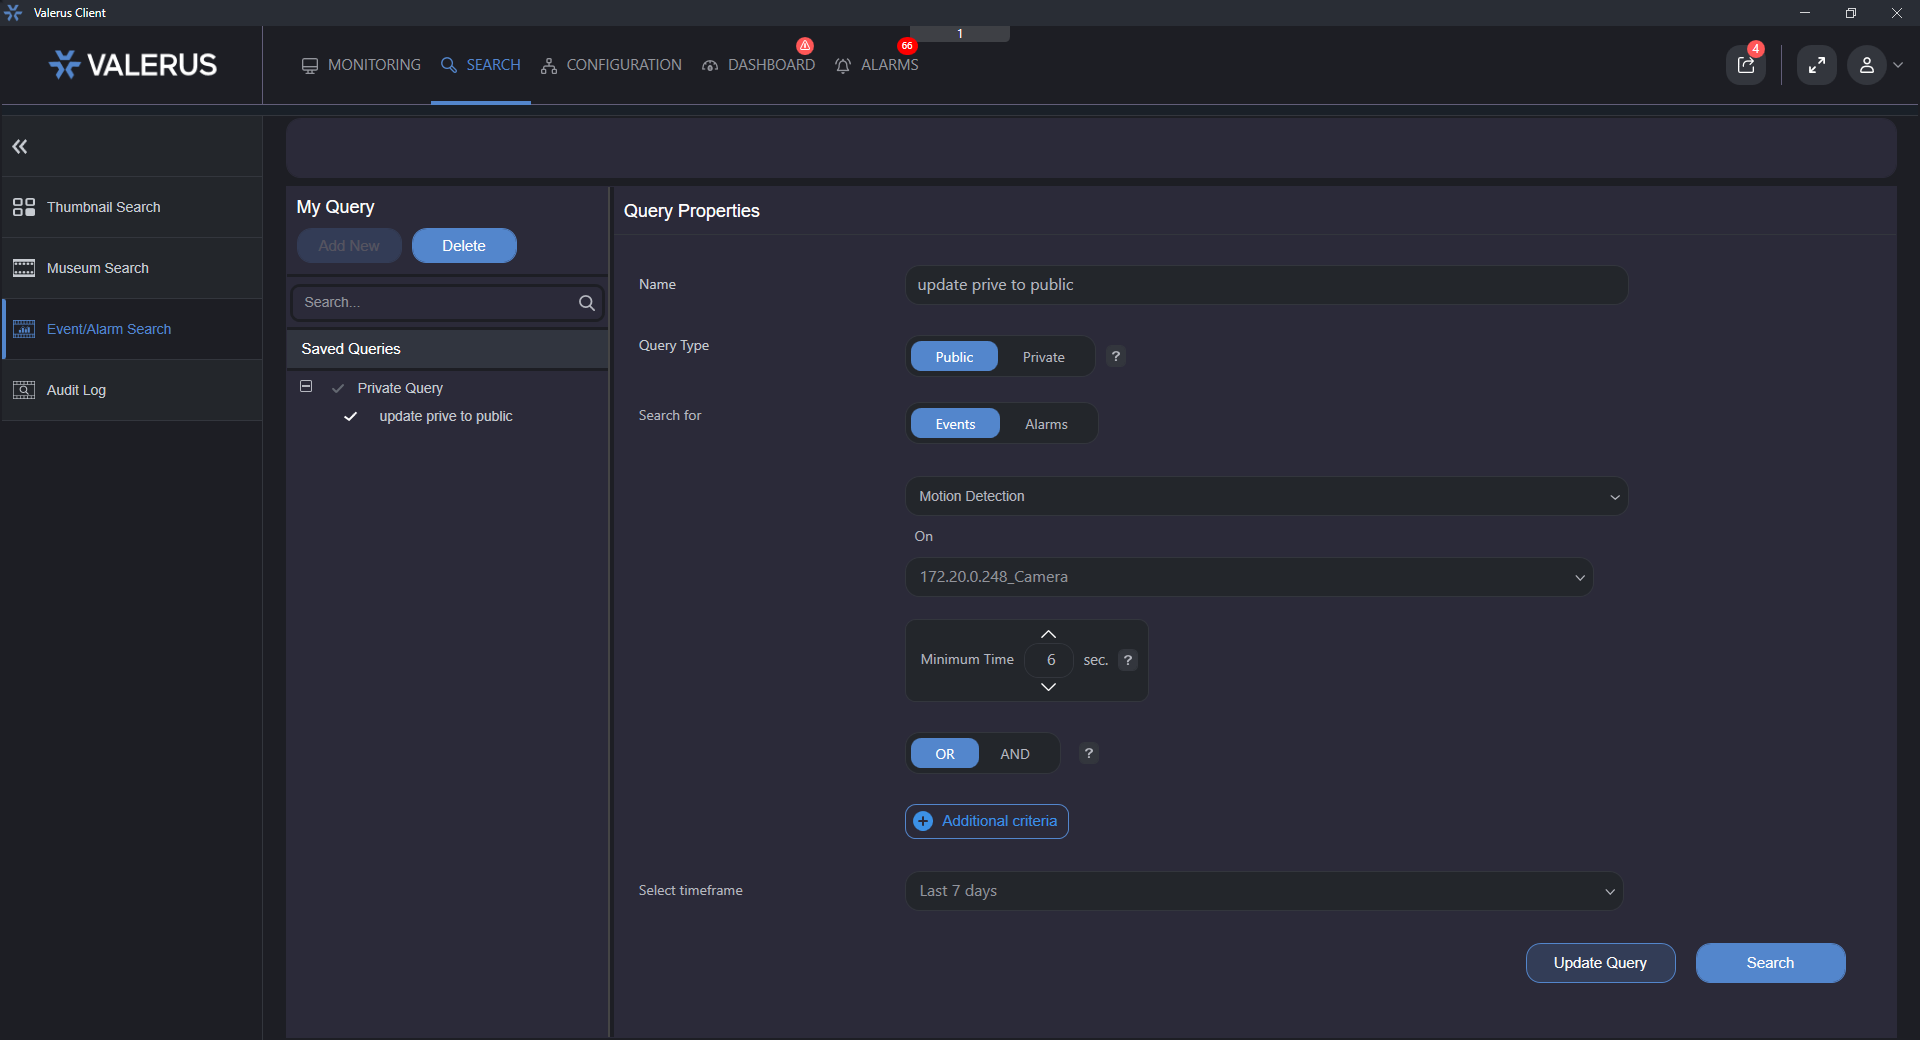 Valerus Client
1
VALERUS
MONITORING
SEARCH
CONFIGURATION
DASHBOARD
66
ALARMS
4
Thumbnail Search
Museum Search
Event/Alarm Search
Audit Log
My Query
Add New
Delete
Search...
Saved Queries
Private Query
update prive to public
Query Properties
Name
update prive to public
Query Type
Public
Private
?
Search for
Events
Alarms
Motion Detection
On
172.20.0.248_Camera
Minimum Time
6
sec.
?
OR
AND
?
Additional criteria
Select timeframe
Last 7 days
Update Query
Search